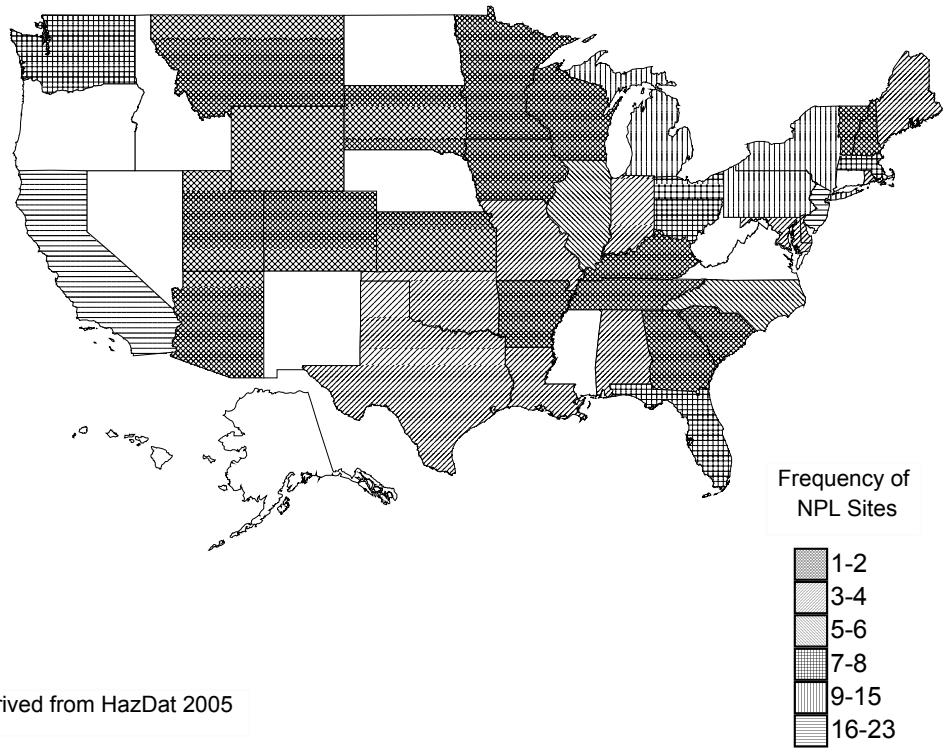 Frequency of
NPL Sites
1-2
3-4
5-6
7-8
9-15
16-23
rived from HazDat 2005